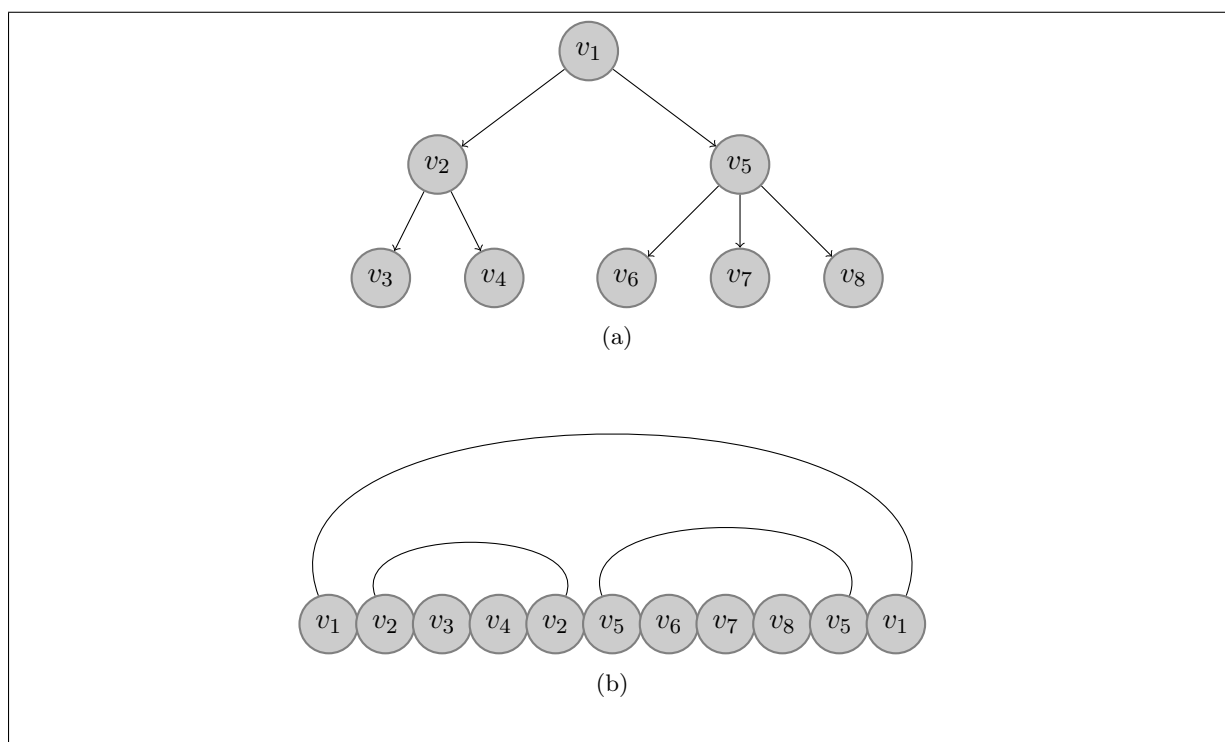 v₁
v₂ v₅
v₃ v₄ v₆ v₇ v₈
(a)
v₁ v₂ v₃ v₄ v₂ v₅ v₆ v₇ v₈ v₅ v₁
(b)